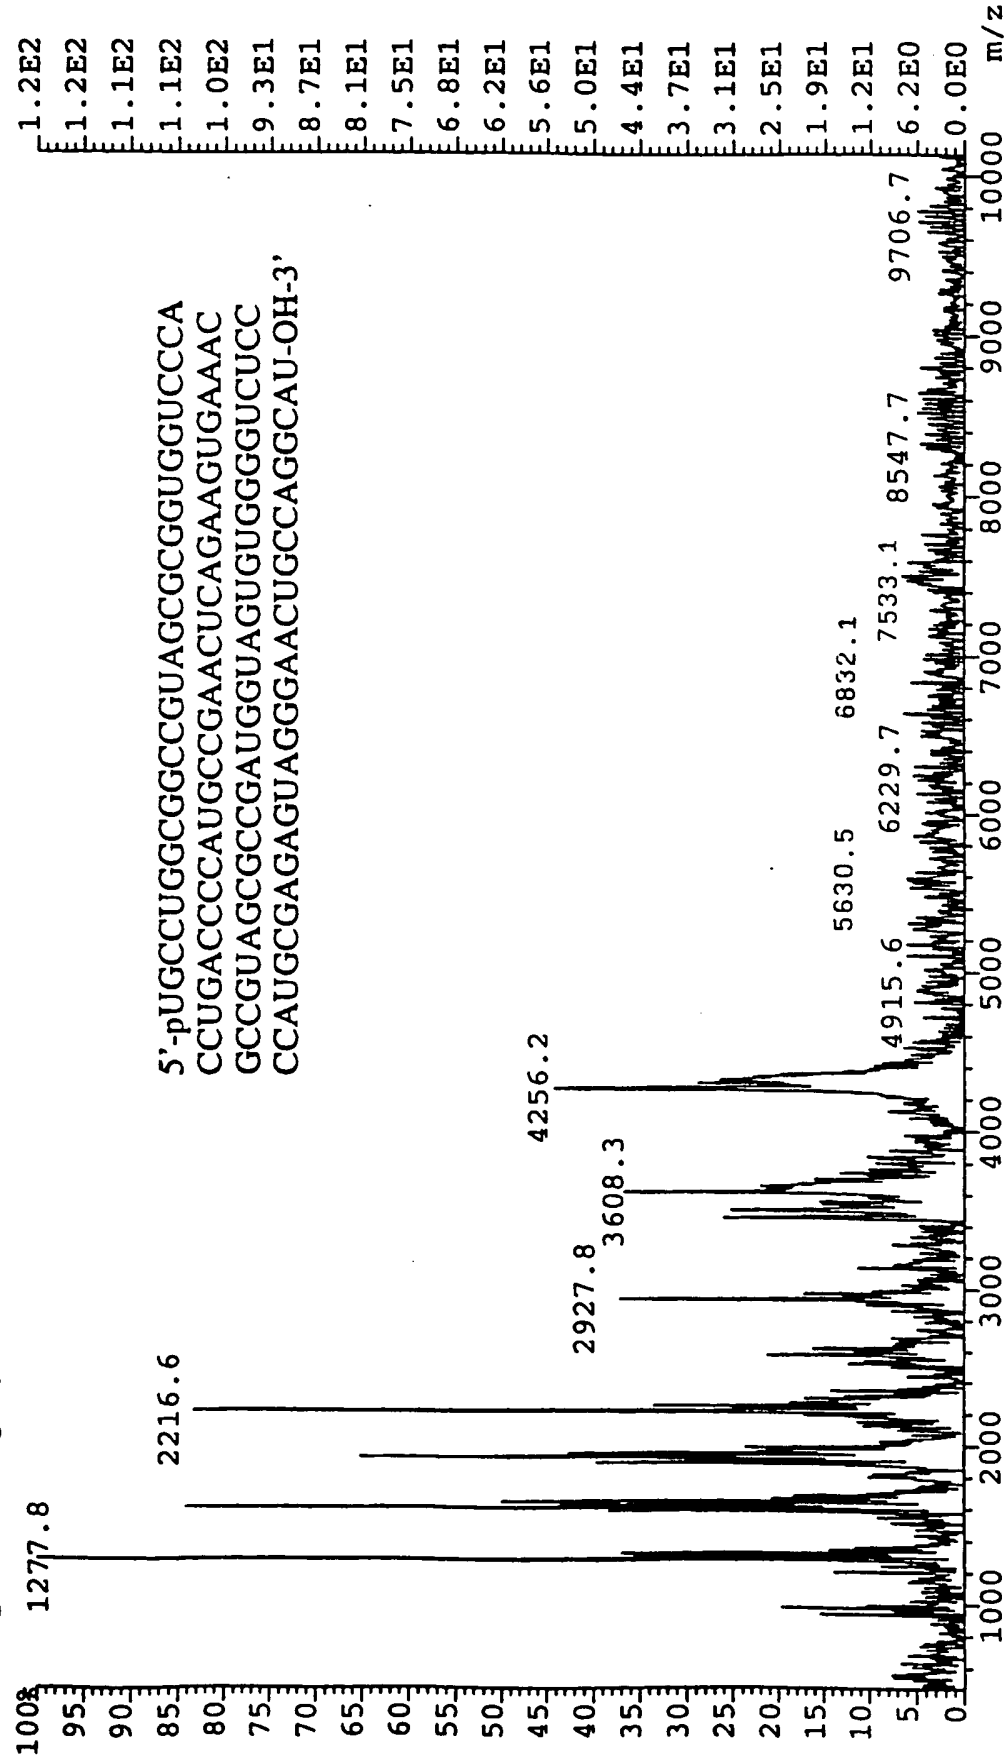 100%
95
90
85
80
75
70
65
60
55
50
45
40
35
30
25
20
15
10
5
0
1277.8
2216.6
2927.8
3608.3
4256.2
4915.6
5630.5
6229.7
6832.1
7533.1
8547.7
9706.7
5'-pUGCCUGGCGGCCGUAGCGCGGUGGUCCCA
CCUGACCCCAUGCCGAACUCAGAAGUGAAAC
GCCGUAGCGCCGAUGGUAGUGUGGGGUCUCC
CCAUGCGAGAGUAGGGAACUGCCAGGCAU-OH-3'
1.2E2
1.2E2
1.1E2
1.1E2
1.0E2
9.3E1
8.7E1
8.1E1
7.5E1
6.8E1
6.2E1
5.6E1
5.0E1
4.4E1
3.7E1
3.1E1
2.5E1
1.9E1
1.2E1
6.2E0
0.0E0
1000 2000 3000 4000 5000 6000 7000 8000 9000 10000
m/z